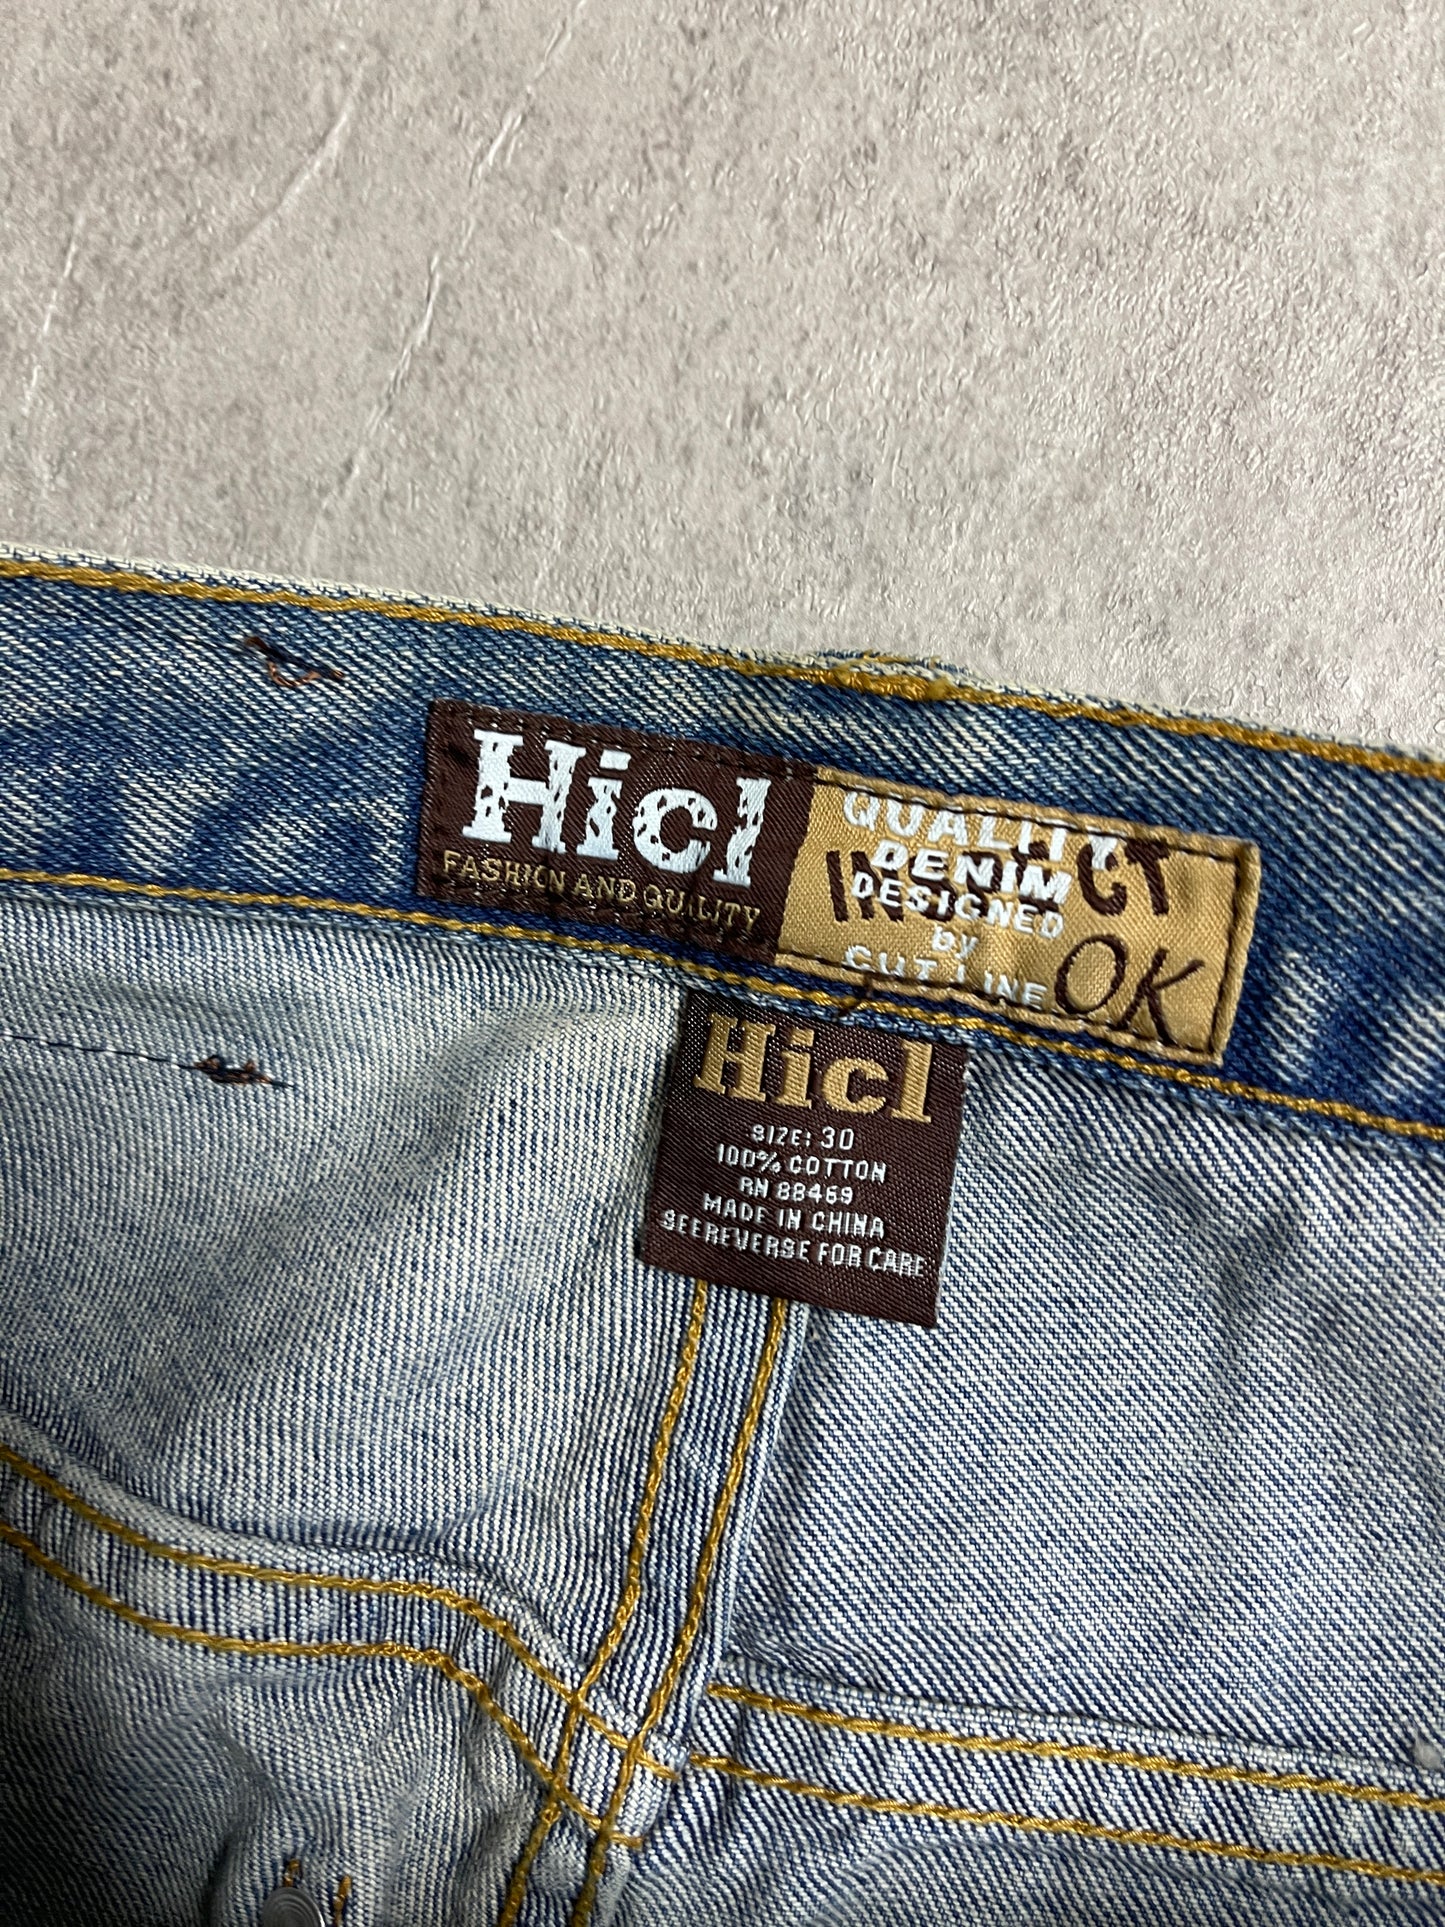 Hicl
FASHION AND QUALITY
QUALITY
DENIM
DESIGNED
by
CUT LINE
OK
Hicl
SIZE: 30
100% COTTON
RN 88469
MADE IN CHINA
SEEREVERSE FOR CARE